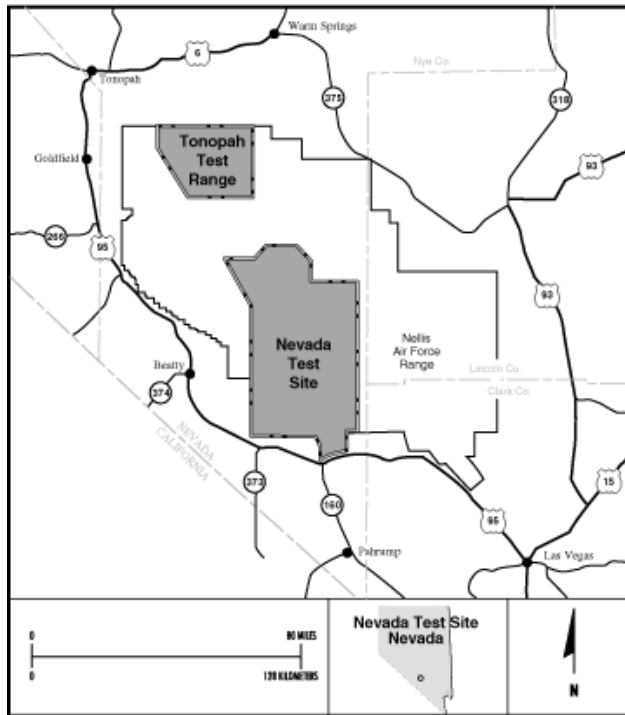 Warm Springs
6
Tonopah
Nye Co.
375
318
Tonopah
Test
Range
Goldfield
93
266
95
93
Nevada
Test
Site
Nellis
Air Force
Range
Lincoln Co.
Clark Co.
Beatty
374
NEVADA
CALIFORNIA
373
160
95
15
Pahrump
Las Vegas
0
80 MILES
0
128 KILOMETERS
Nevada Test Site
Nevada
N